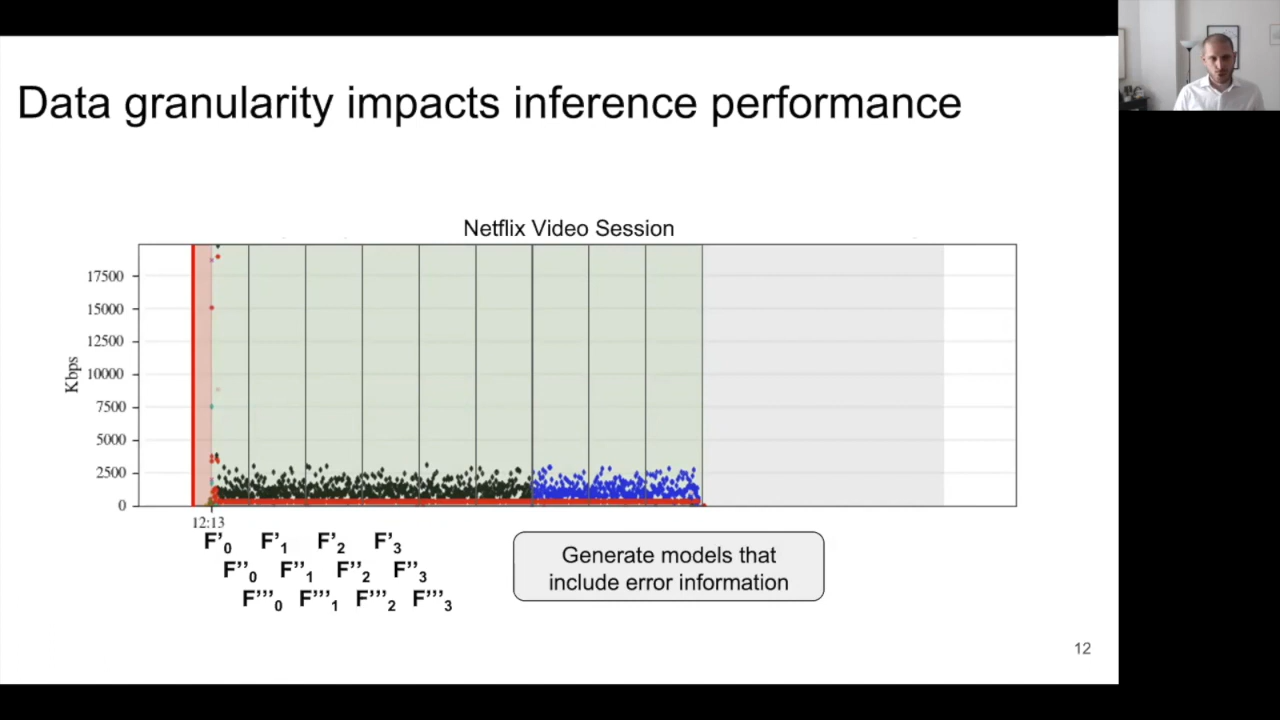 Data granularity impacts inference performance
Netflix Video Session
17500
15000
12500
10000
7500
5000
2500
0
Kbps
12:13
F’0 F’1 F’2 F’3
F’’0 F’’1 F’’2 F’’3
F’’’0 F’’’1 F’’’2 F’’’3
Generate models that
include error information
12